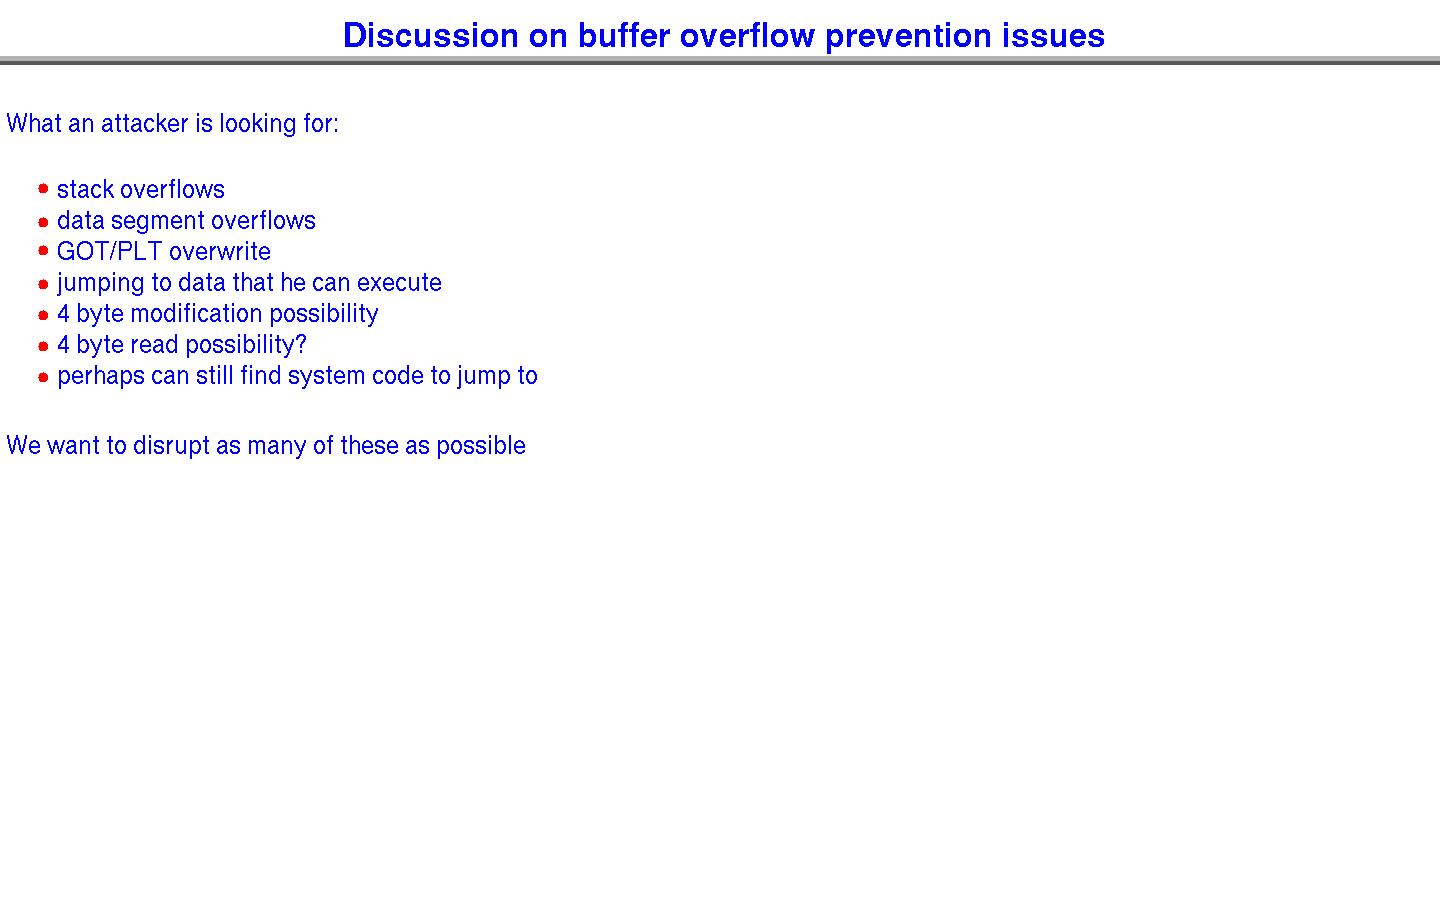 Discussion on buffer overflow prevention issues
What an attacker is looking for:
stack overflows
data segment overflows
GOT/PLT overwrite
jumping to data that he can execute
4 byte modification possibility
4 byte read possibility?
perhaps can still find system code to jump to
We want to disrupt as many of these as possible